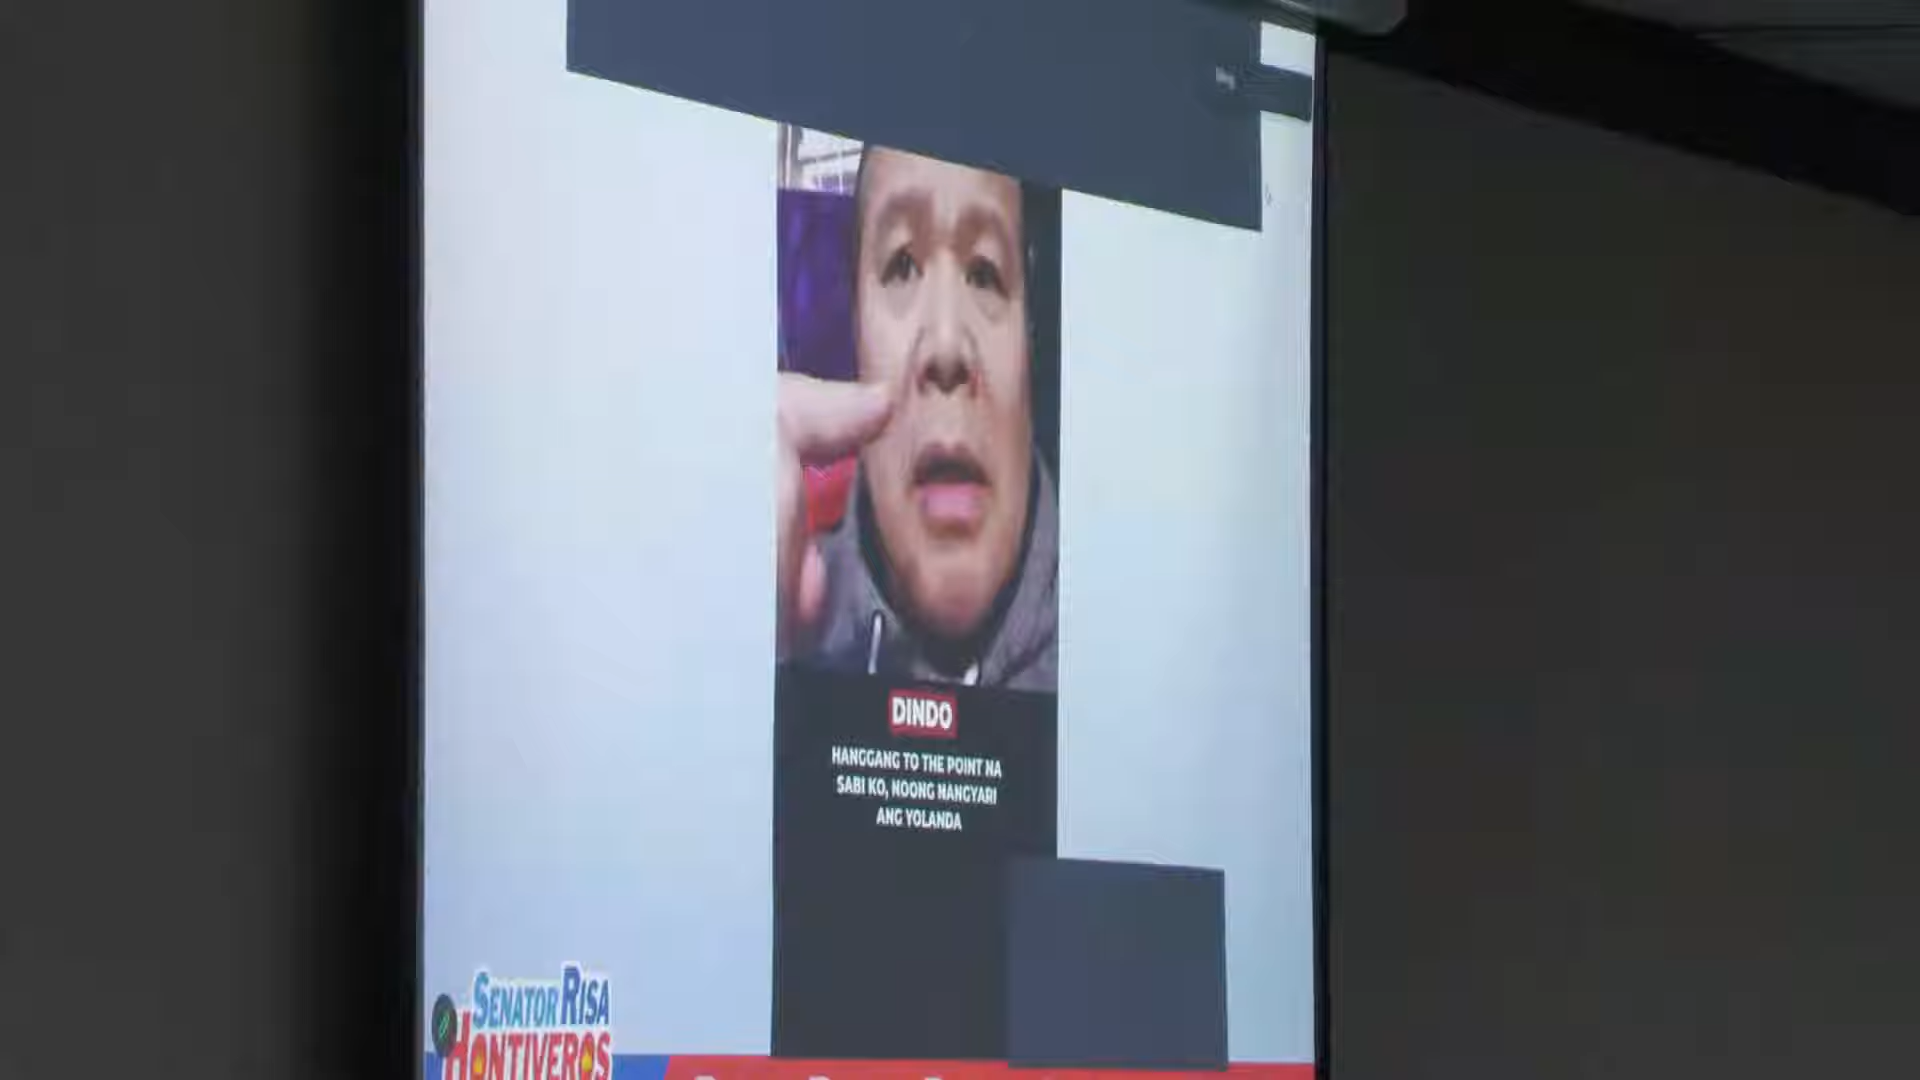 DINDO
HANGGANG TO THE POINT NA
SABI KO, NOONG NANGYARI
ANG YOLANDA
SENATOR RISA
HONTIVEROS